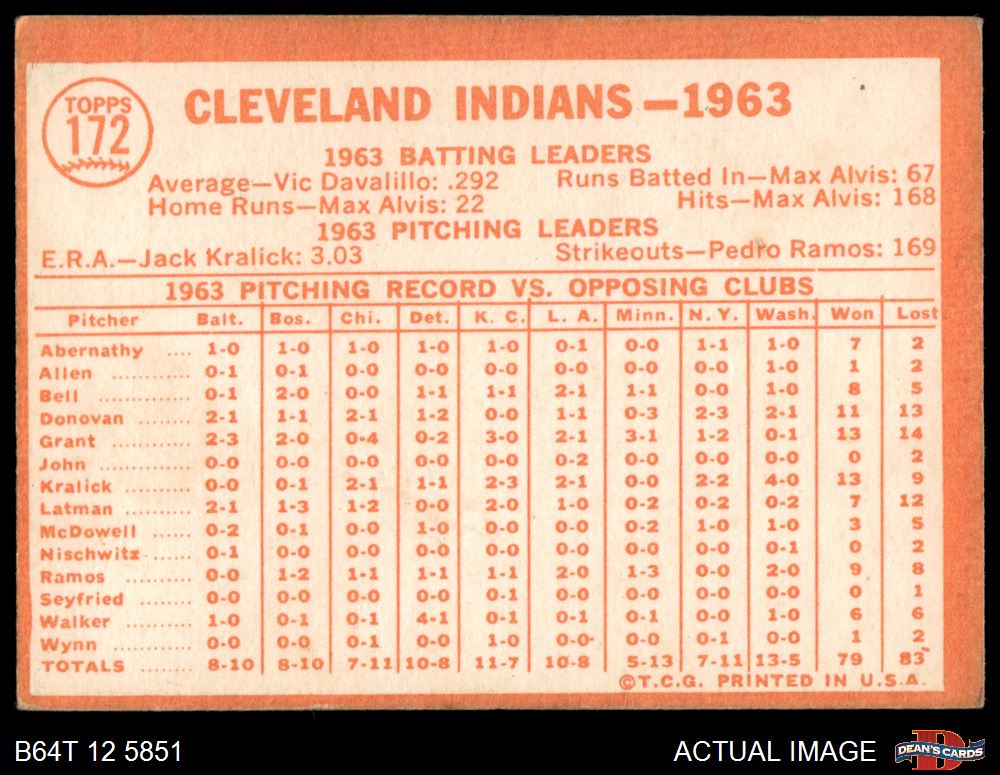 TOPPS
172
CLEVELAND INDIANS—1963
1963 BATTING LEADERS
Average—Vic Davalillo: .292 Runs Batted In—Max Alvis: 67
Home Runs—Max Alvis: 22 Hits—Max Alvis: 168
1963 PITCHING LEADERS
E.R.A.—Jack Kralick: 3.03 Strikeouts—Pedro Ramos: 169
1963 PITCHING RECORD VS. OPPOSING CLUBS
Pitcher Balt. Bos. Chi. Det. K. C. L. A. Minn. N. Y. Wash. Won Lost
Abernathy .... 1-0 1-0 1-0 1-0 1-0 0-1 0-0 1-1 1-0 7 2
Allen ............ 0-1 0-1 0-0 0-0 0-0 0-0 0-0 0-0 1-0 1 2
Bell .............. 0-1 2-0 0-0 1-1 1-1 2-1 1-1 0-0 1-0 8 5
Donovan ...... 2-1 1-1 2-1 1-2 0-0 1-1 0-3 2-3 2-1 11 13
Grant ............ 2-3 2-0 0-4 0-2 3-0 2-1 3-1 1-2 0-1 13 14
John .............. 0-0 0-0 0-0 0-0 0-0 0-2 0-0 0-0 0-0 0 2
Kralick .......... 0-0 0-1 2-1 1-1 2-3 2-1 0-0 2-2 4-0 13 9
Latman .......... 2-1 1-3 1-2 0-0 2-0 1-0 0-2 0-2 0-2 7 12
McDowell ...... 0-2 0-1 0-0 1-0 0-0 0-0 0-2 1-0 1-0 3 5
Nischwitz ...... 0-1 0-0 0-0 0-0 0-0 0-0 0-0 0-0 0-1 0 2
Ramos .......... 0-0 1-2 1-1 1-1 1-1 2-0 1-3 0-0 2-0 9 8
Seyfried ........ 0-0 0-0 0-0 0-0 0-1 0-0 0-0 0-0 0-0 0 1
Walker .......... 1-0 0-1 0-1 4-1 0-1 0-1 0-1 0-0 1-0 6 6
Wynn ............ 0-0 0-0 0-1 0-0 1-0 0-0 0-0 0-1 0-0 1 2
TOTALS ........ 8-10 8-10 7-11 10-8 11-7 10-8 5-13 7-11 13-5 79 83
©T.C.G. PRINTED IN U.S.A.
B64T 12 5851 ACTUAL IMAGE DEAN'S CARDS